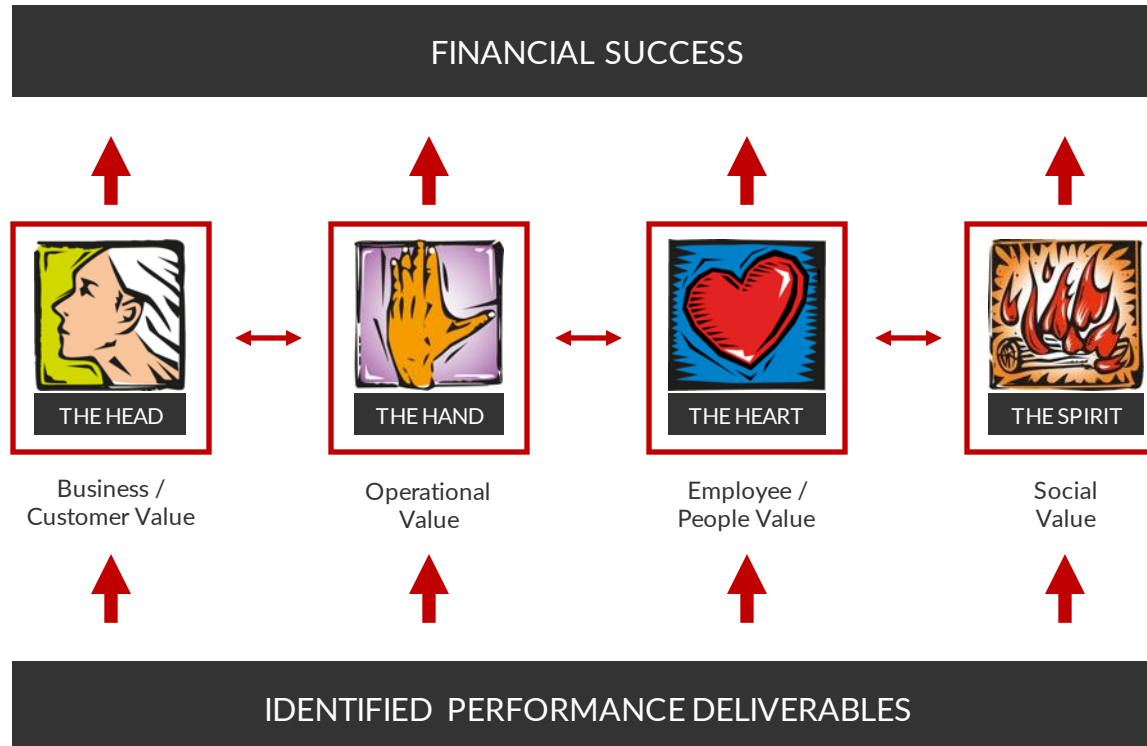 FINANCIAL SUCCESS
THE HEAD
THE HAND
THE HEART
THE SPIRIT
Business /
Customer Value
Operational
Value
Employee /
People Value
Social
Value
IDENTIFIED PERFORMANCE DELIVERABLES